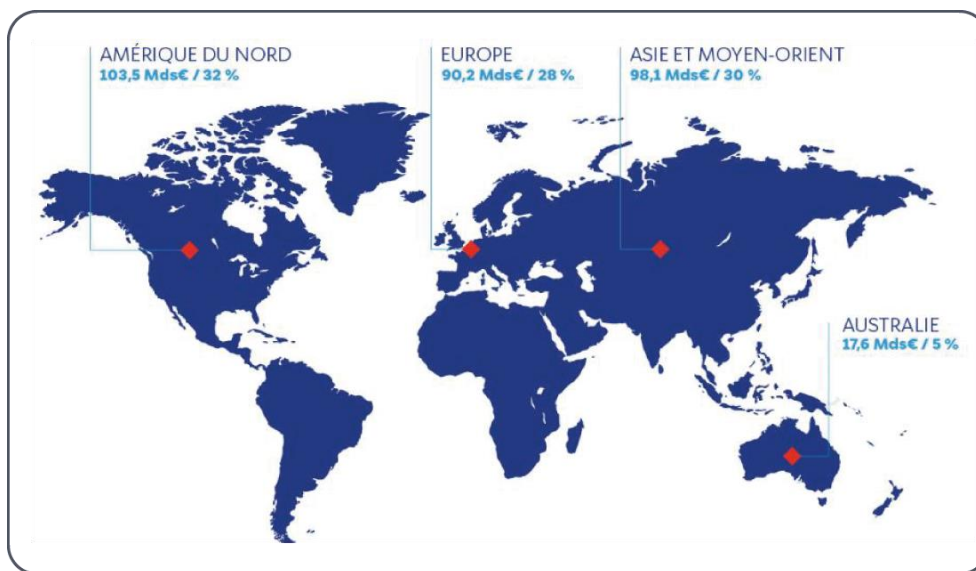 AMÉRIQUE DU NORD
103,5 Mds€ / 32 %
EUROPE
90,2 Mds€ / 28 %
ASIE ET MOYEN-ORIENT
98,1 Mds€ / 30 %
AUSTRALIE
17,6 Mds€ / 5 %